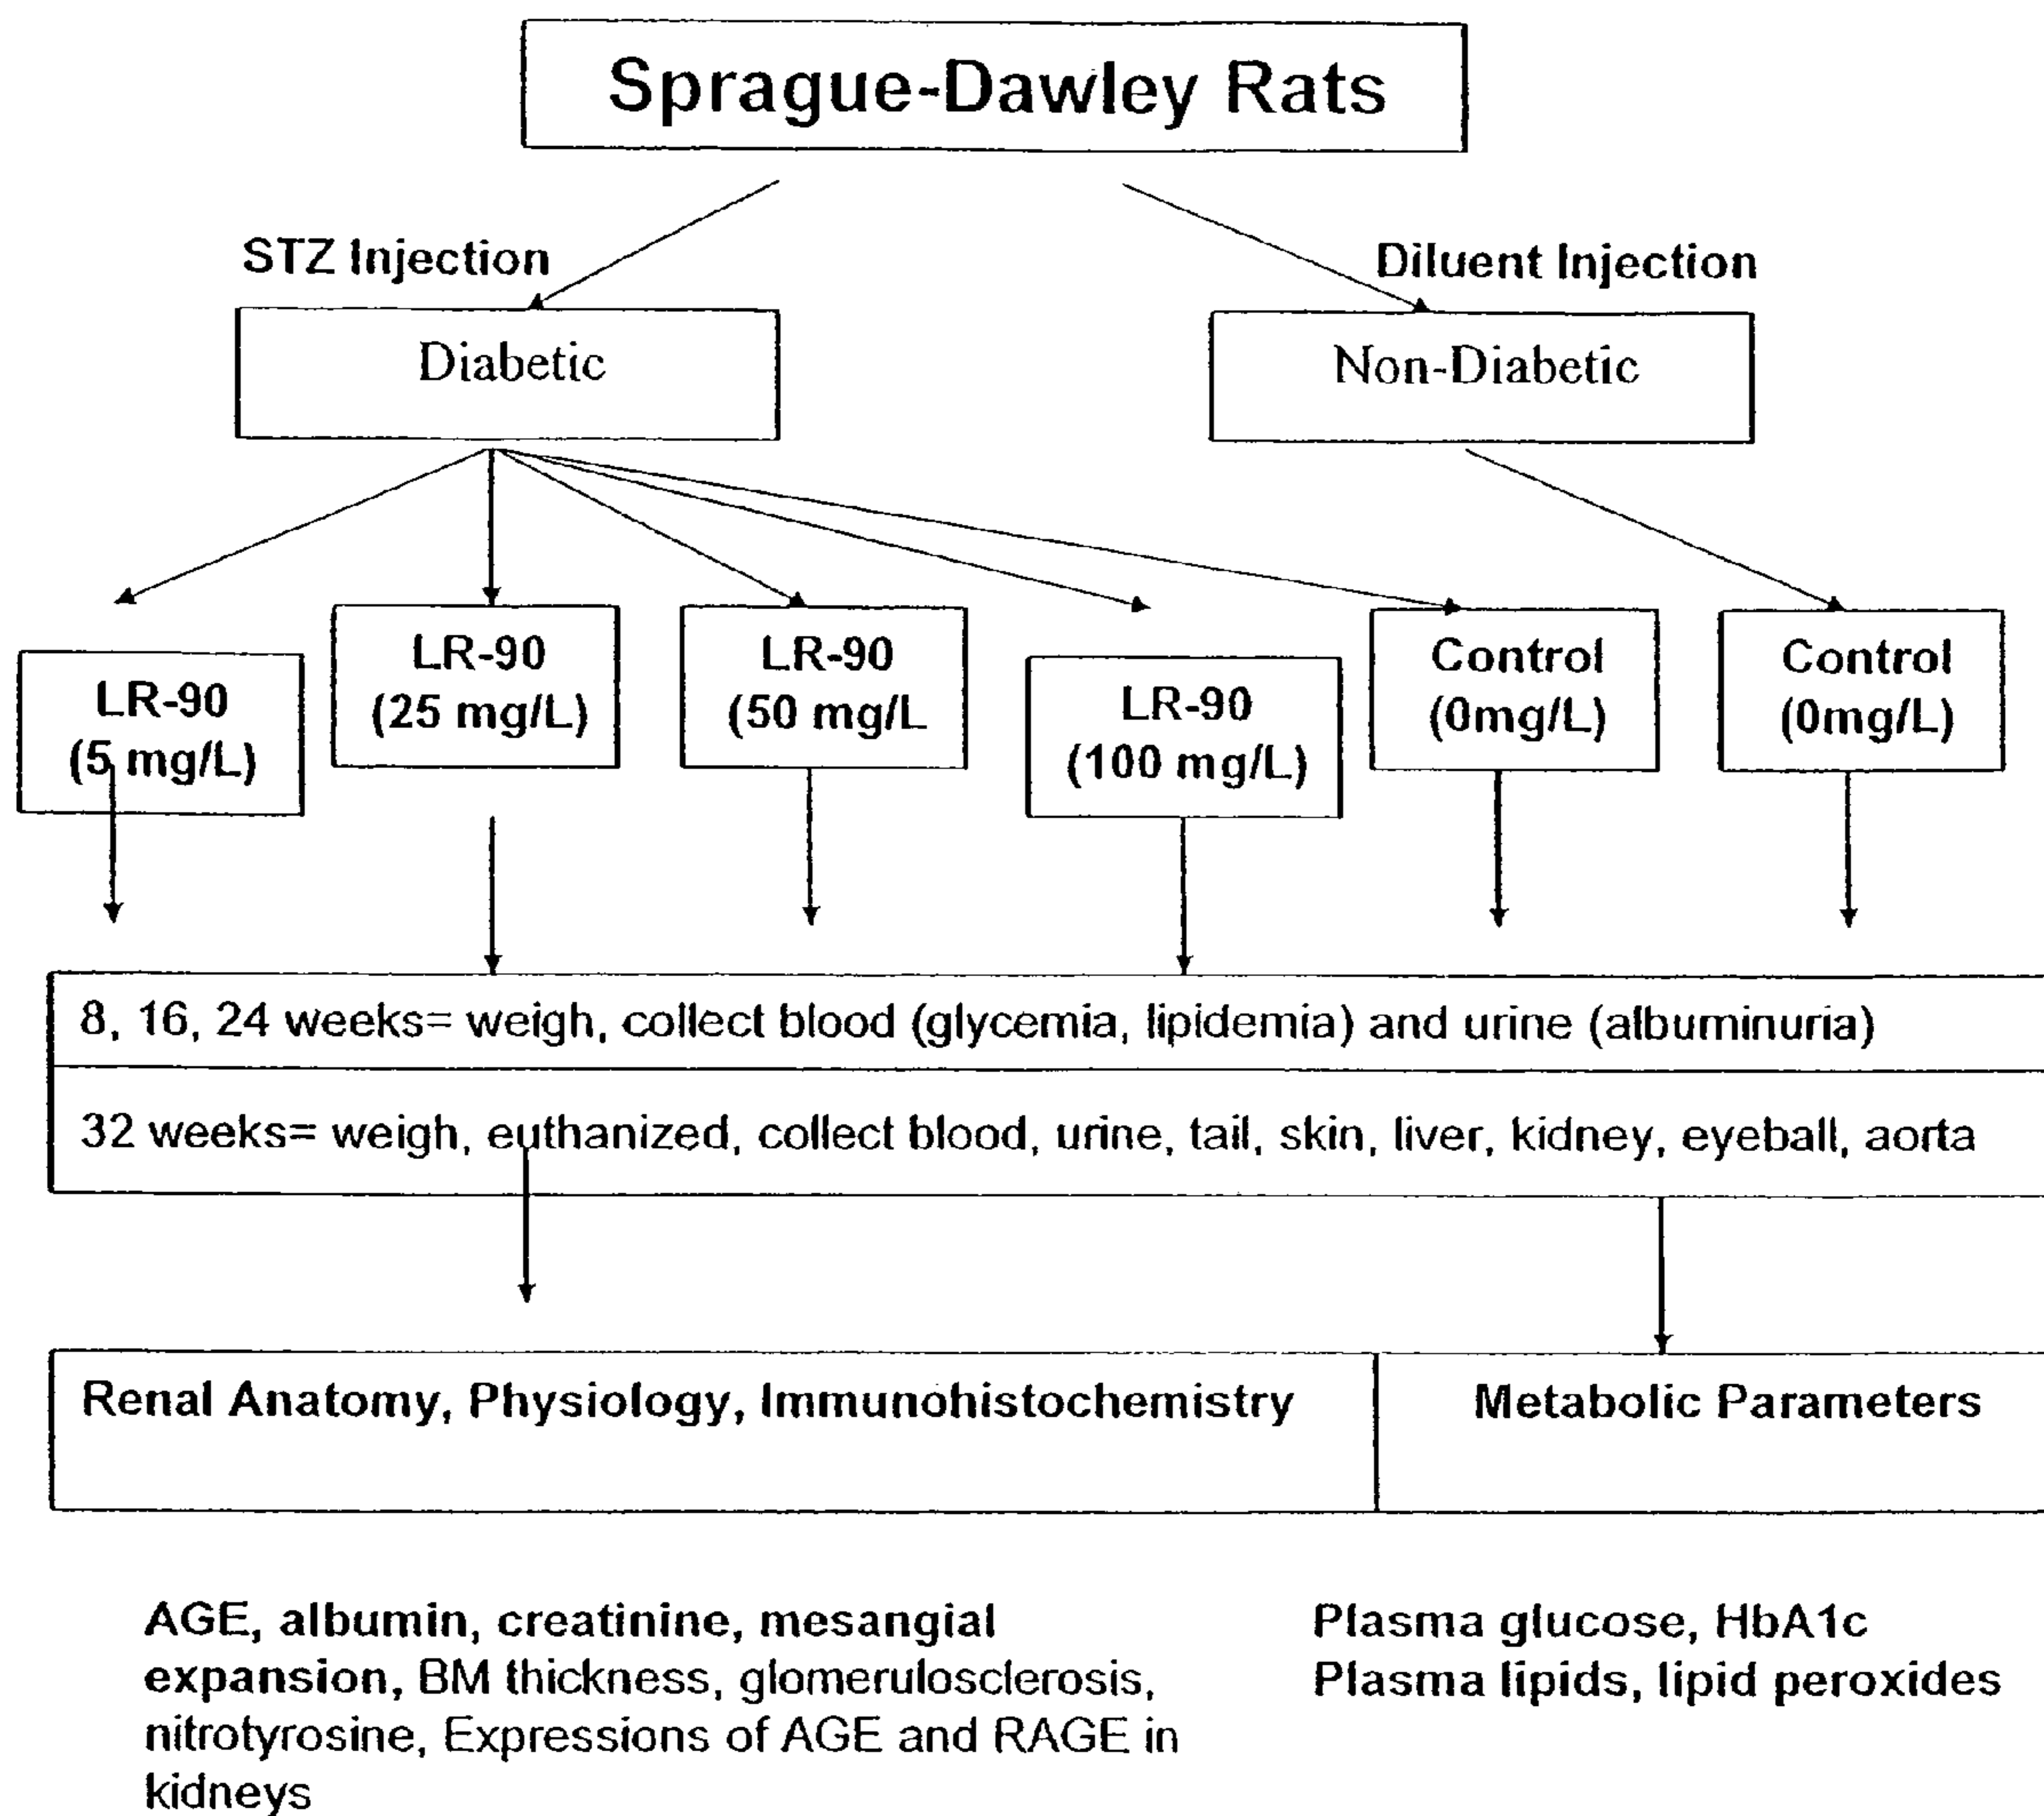 Sprague-Dawley Rats
STZ Injection
Diluent Injection
Diabetic
Non-Diabetic
LR-90
(5 mg/L)
LR-90
(25 mg/L)
LR-90
(50 mg/L
LR-90
(100 mg/L)
Control
(0mg/L)
Control
(0mg/L)
8, 16, 24 weeks= weigh, collect blood (glycemia, lipidemia) and urine (albuminuria)
32 weeks= weigh, euthanized, collect blood, urine, tail, skin, liver, kidney, eyeball, aorta
Renal Anatomy, Physiology, Immunohistochemistry
Metabolic Parameters
AGE, albumin, creatinine, mesangial
expansion, BM thickness, glomerulosclerosis,
nitrotyrosine, Expressions of AGE and RAGE in
kidneys
Plasma glucose, HbA1c
Plasma lipids, lipid peroxides